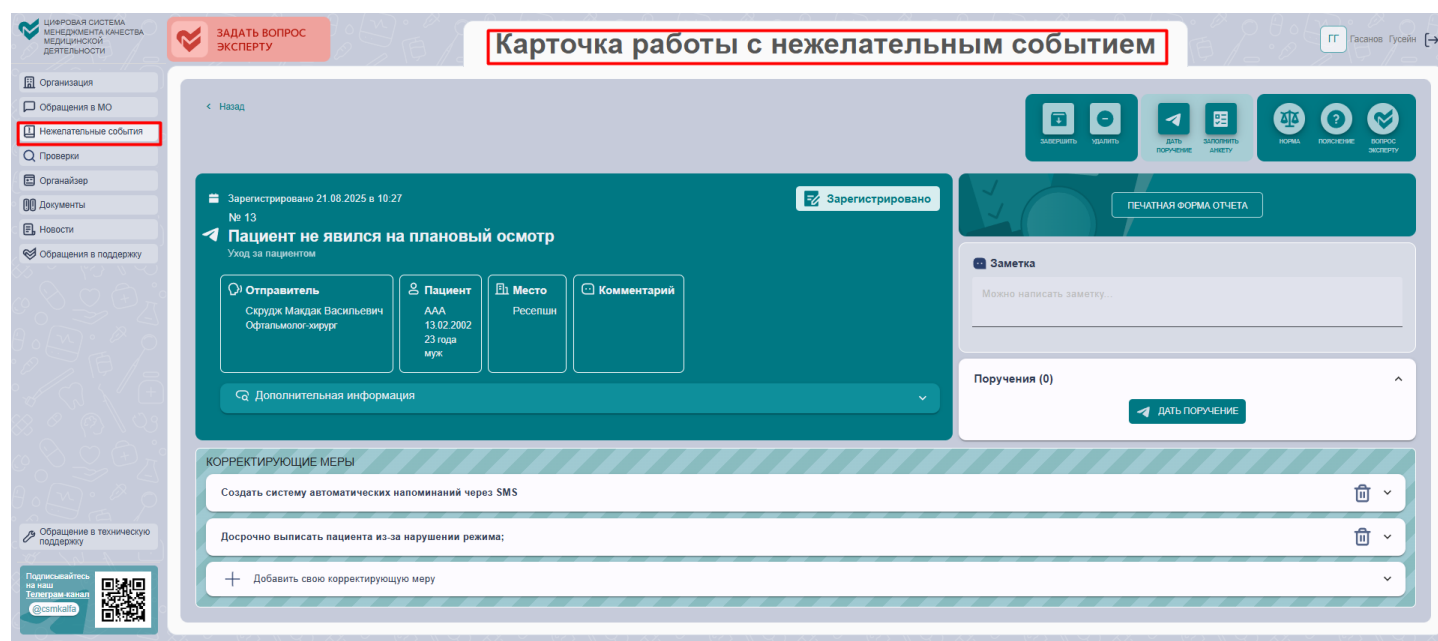 ЦИФРОВАЯ СИСТЕМА
МЕНЕДЖМЕНТА КАЧЕСТВА
МЕДИЦИНСКОЙ
ДЕЯТЕЛЬНОСТИ
ЗАДАТЬ ВОПРОС
ЭКСПЕРТУ
Карточка работы с нежелательным событием
ГГ Гасанов Гусейн
Организация
Обращения в МО
Нежелательные события
Проверки
Органайзер
Документы
Новости
Обращения в поддержку
Обращение в техническую
поддержку
Подписывайтесь
на наш
Телеграм-канал
@csmkalfa
Назад
ЗАВЕРШИТЬ
УДАЛИТЬ
ДАТЬ
ПОРУЧЕНИЕ
ЗАПОЛНИТЬ
АНКЕТУ
НОРМА
ПОЯСНЕНИЕ
ВОПРОС
ЭКСПЕРТУ
Зарегистрировано 21.08.2025 в 10:27
Зарегистрировано
№ 13
Пациент не явился на плановый осмотр
Уход за пациентом
Отправитель
Скрудж Макдак Васильевич
Офтальмолог-хирург
Пациент
ААА
13.02.2002
23 года
муж
Место
Ресепшн
Комментарий
Дополнительная информация
ПЕЧАТНАЯ ФОРМА ОТЧЕТА
Заметка
Можно написать заметку...
Поручения (0)
ДАТЬ ПОРУЧЕНИЕ
КОРРЕКТИРУЮЩИЕ МЕРЫ
Создать систему автоматических напоминаний через SMS
Досрочно выписать пациента из-за нарушении режима;
Добавить свою корректирующую меру